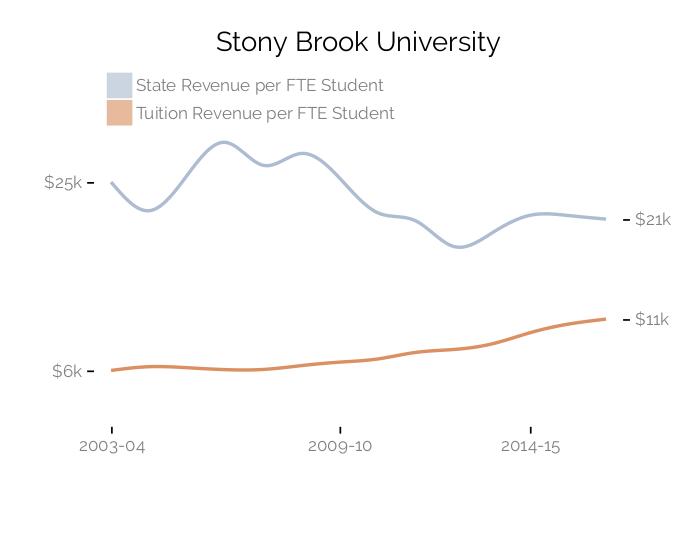 Stony Brook University
State Revenue per FTE Student
Tuition Revenue per FTE Student
$25k
$21k
$11k
$6k
2003-04 2009-10 2014-15